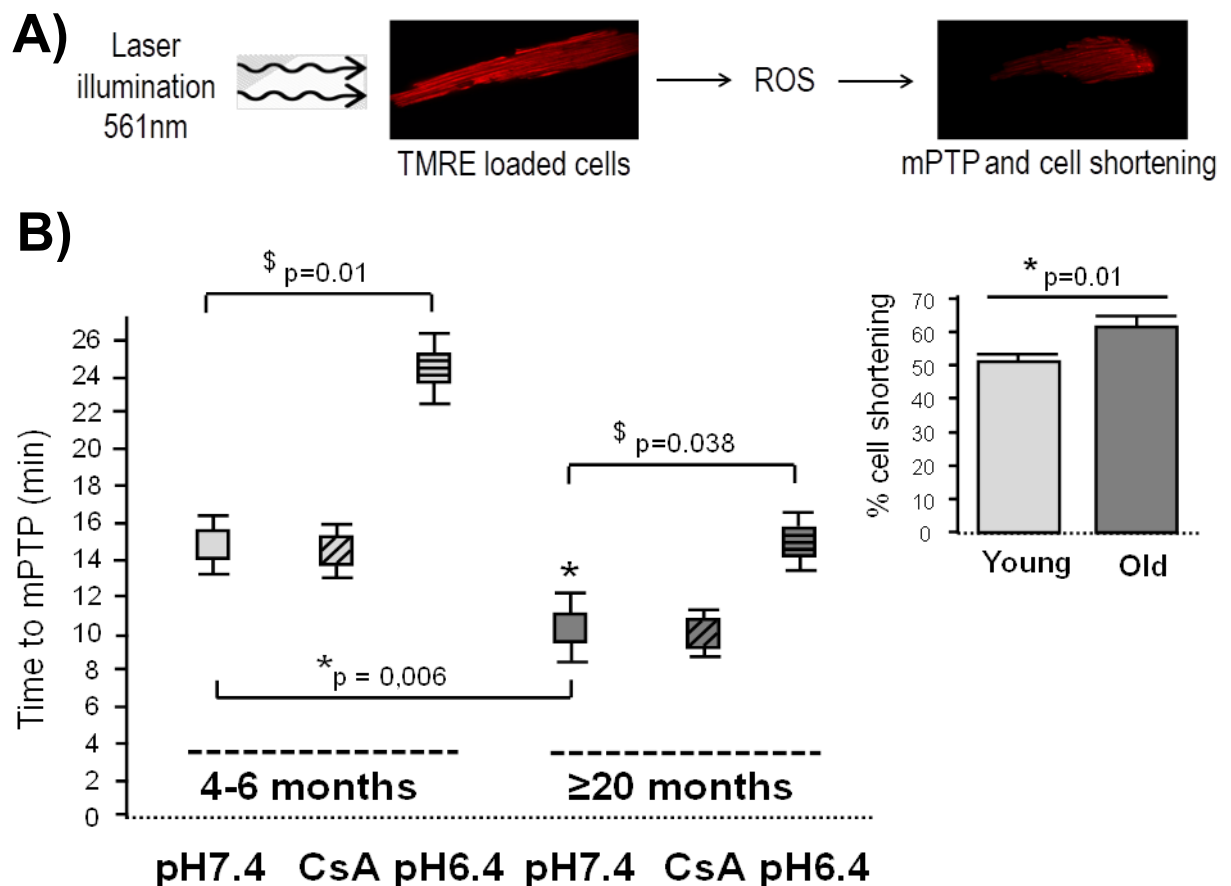 A)
Laser
illumination
561nm
TMRE loaded cells
ROS
mPTP and cell shortening
B)
Time to mPTP (min)
26
24
22
20
18
16
14
12
10
8
6
4
2
0
$ p=0.01
$ p=0.038
*
* p = 0,006
4-6 months
≥20 months
pH7.4 CsA pH6.4 pH7.4 CsA pH6.4
% cell shortening
70
60
50
40
30
20
10
0
* p=0.01
Young Old